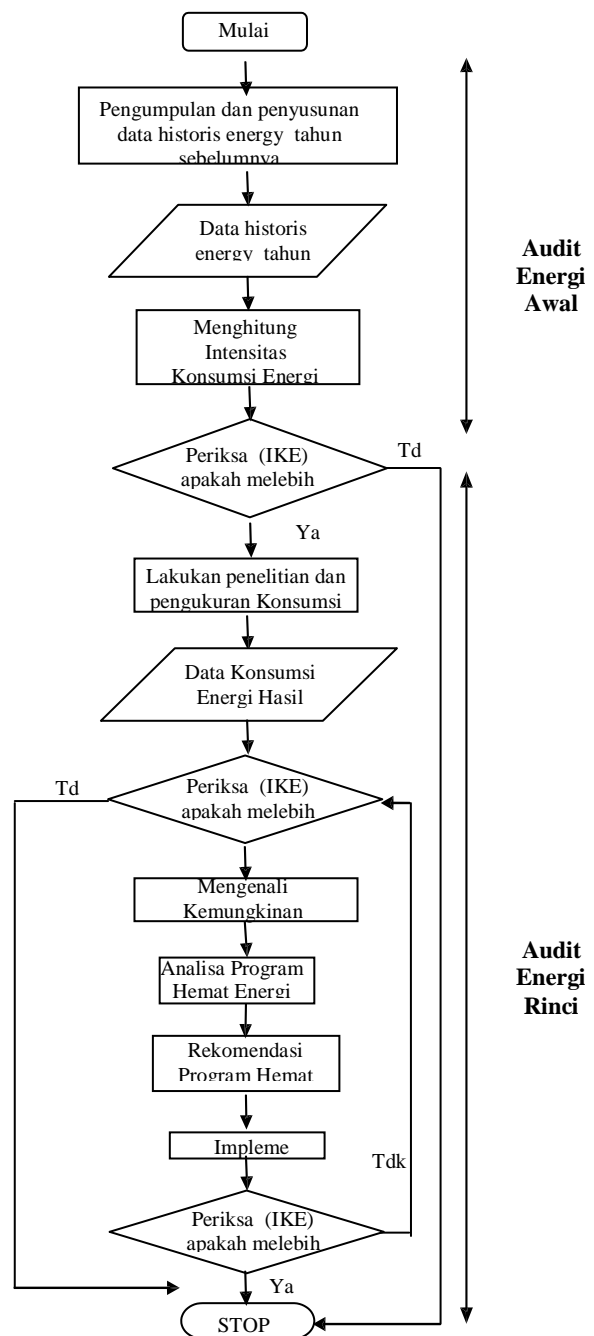 Mulai
Pengumpulan dan penyusunan
data historis energy tahun
sebelumnya
Data historis
energy tahun
Audit
Energi
Awal
Menghitung
Intensitas
Konsumsi Energi
Periksa (IKE)
apakah melebih
Td
Ya
Lakukan penelitian dan
pengukuran Konsumsi
Data Konsumsi
Energi Hasil
Td
Periksa (IKE)
apakah melebih
Mengenali
Kemungkinan
Analisa Program
Hemat Energi
Audit
Energi
Rinci
Rekomendasi
Program Hemat
Impleme
Tdk
Periksa (IKE)
apakah melebih
Ya
STOP